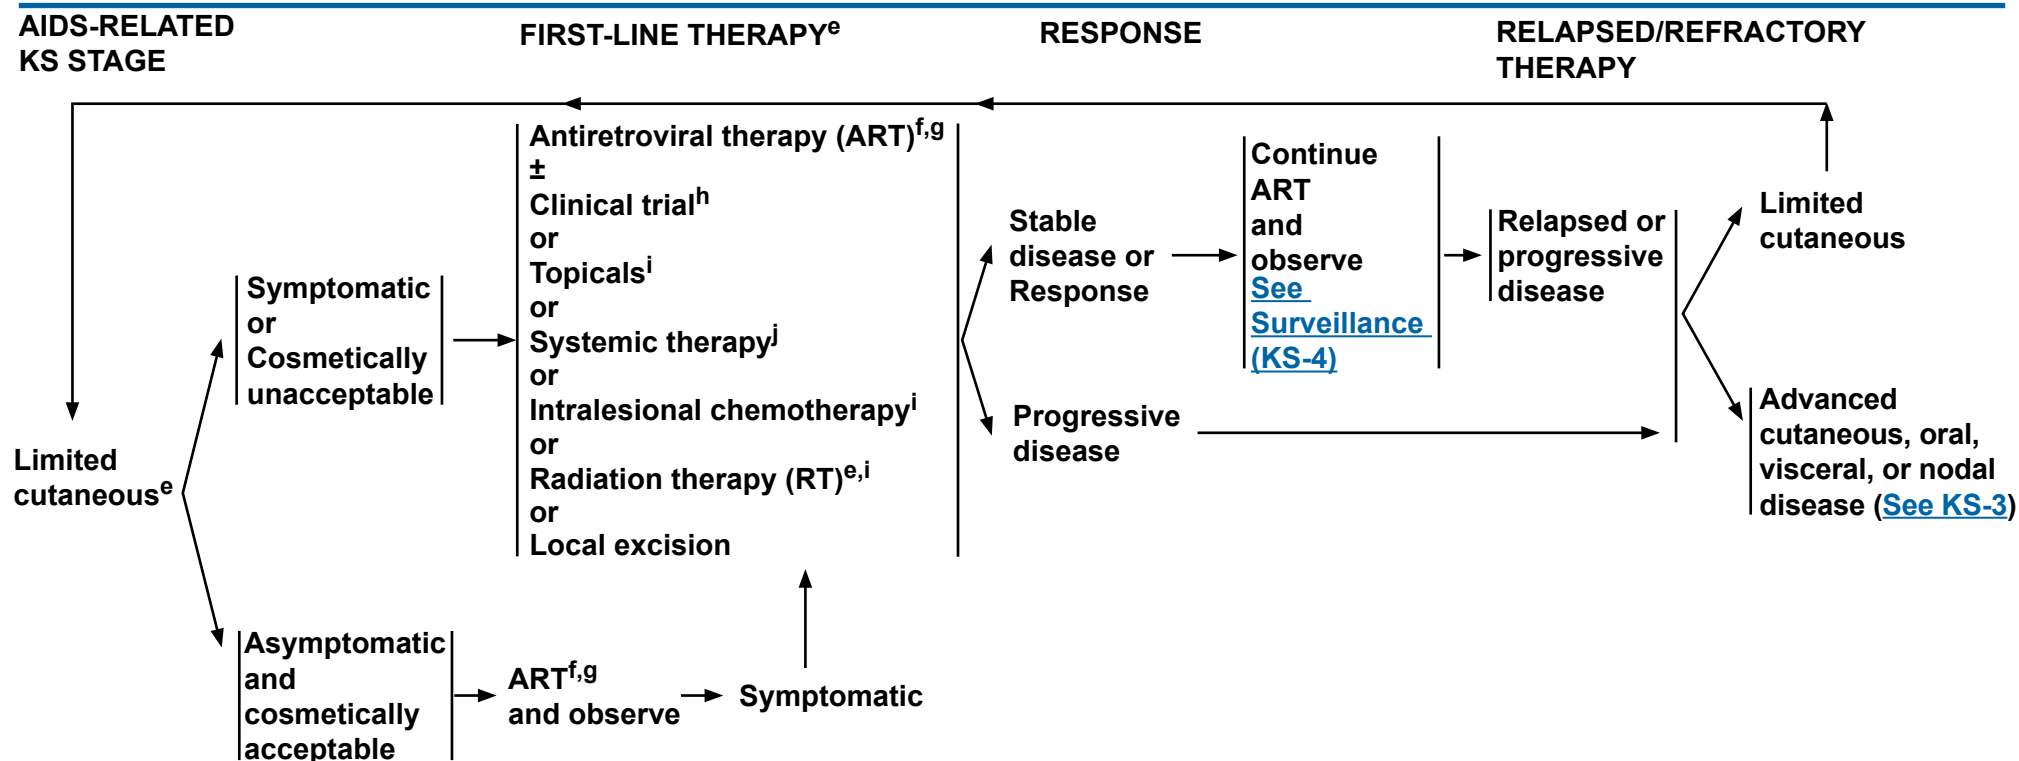 AIDS-RELATED
KS STAGE
FIRST-LINE THERAPYe
RESPONSE
RELAPSED/REFRACTORY
THERAPY
Limited
cutaneouse
Symptomatic
or
Cosmetically
unacceptable
Asymptomatic
and
cosmetically
acceptable
ARTf,g
and observe
Symptomatic
Antiretroviral therapy (ART)f,g
±
Clinical trialh
or
Topicalsi
or
Systemic therapyj
or
Intralesional chemotherapyi
or
Radiation therapy (RT)e,i
or
Local excision
Stable
disease or
Response
Progressive
disease
Continue
ART
and
observe
See
Surveillance
(KS-4)
Relapsed or
progressive
disease
Limited
cutaneous
Advanced
cutaneous, oral,
visceral, or nodal
disease (See KS-3)